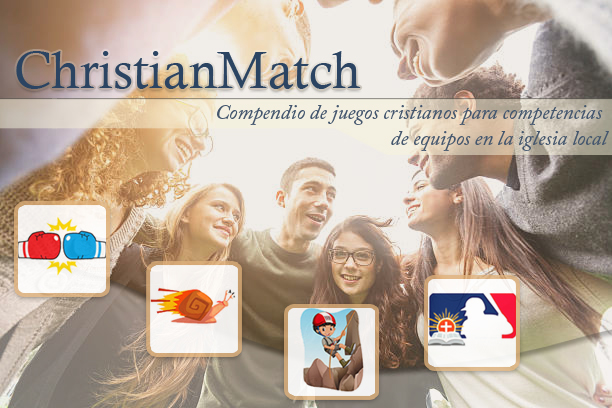 ChristianMatch
Compendio de juegos cristianos para competencias
de equipos en la iglesia local